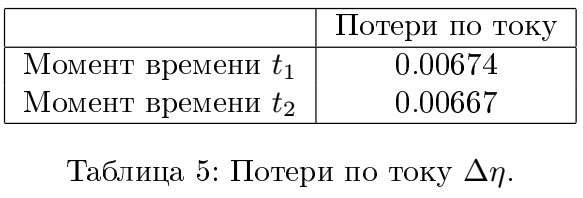 Потери по току
Момент времени t₁ 0.00674
Момент времени t₂ 0.00667
Таблица 5: Потери по току Δη.